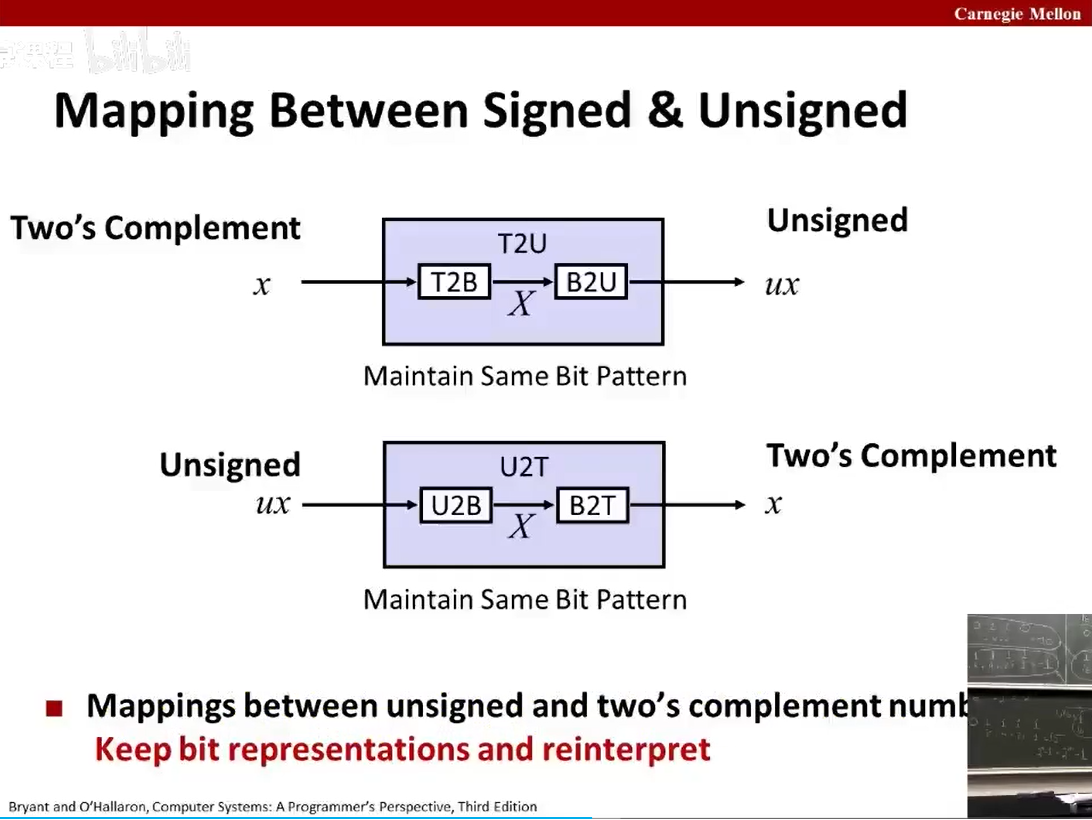 Carnegie Mellon
Mapping Between Signed & Unsigned
Two's Complement
Unsigned
T2U
x
T2B
B2U
ux
X
Maintain Same Bit Pattern
Unsigned
Two's Complement
U2T
ux
U2B
B2T
x
X
Maintain Same Bit Pattern
Mappings between unsigned and two's complement numb
Keep bit representations and reinterpret
Bryant and O'Hallaron, Computer Systems: A Programmer's Perspective, Third Edition